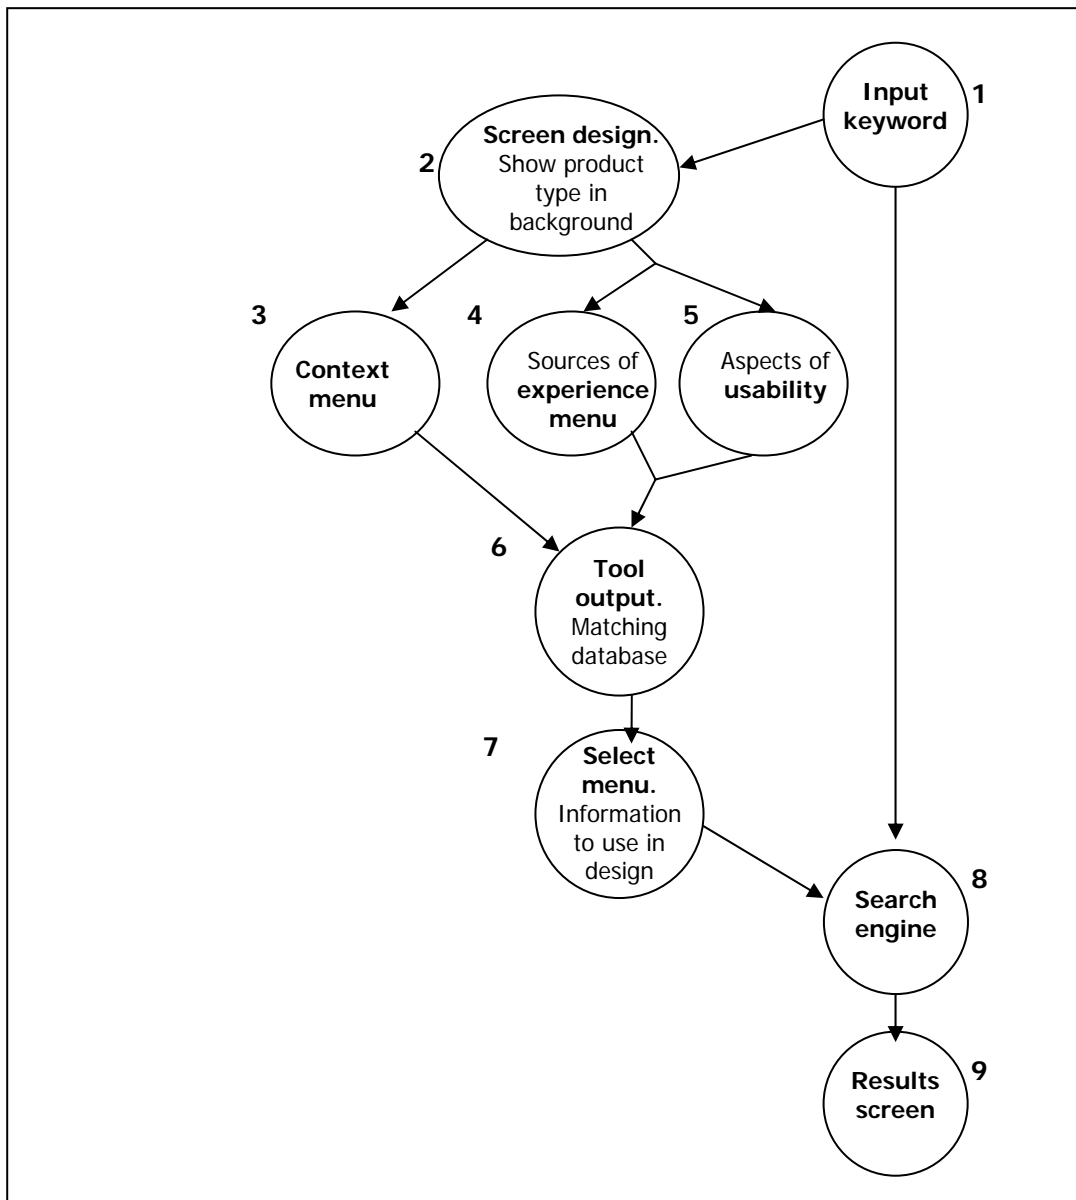 1
Input
keyword
2
Screen design.
Show product
type in
background
3
Context
menu
4
Sources of
experience
menu
5
Aspects of
usability
6
Tool
output.
Matching
database
7
Select
menu.
Information
to use in
design
8
Search
engine
9
Results
screen